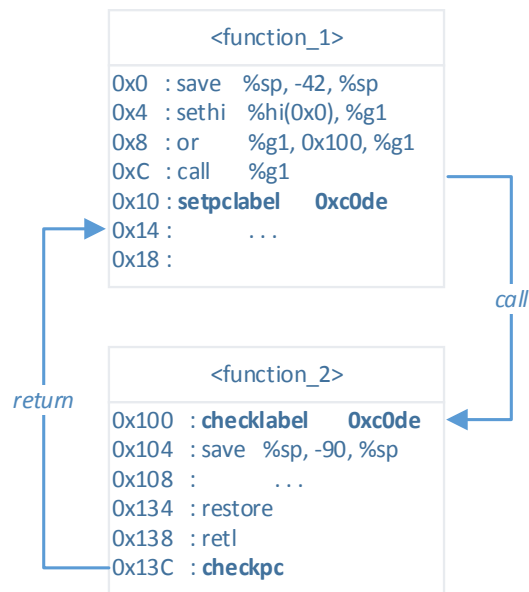 <function_1>
0x0 : save %sp, -42, %sp
0x4 : sethi %hi(0x0), %g1
0x8 : or %g1, 0x100, %g1
0xC : call %g1
0x10 : setpclabel 0xc0de
0x14 : ...
0x18 :
call
return
<function_2>
0x100 : checklabel 0xc0de
0x104 : save %sp, -90, %sp
0x108 : ...
0x134 : restore
0x138 : retl
0x13C : checkpc